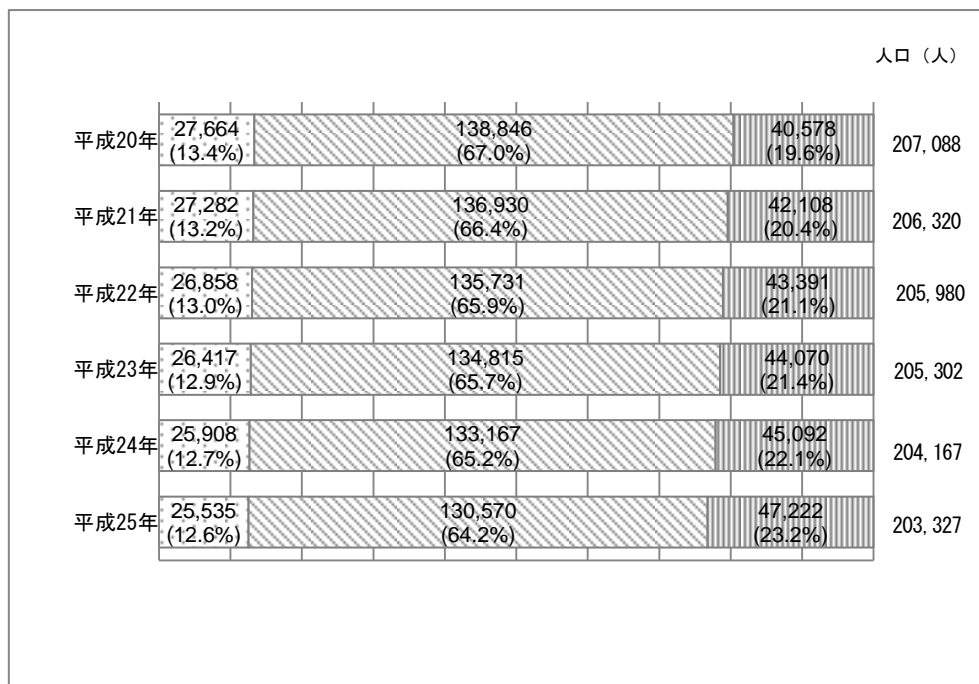 人口（人）
平成20年 27,664 138,846 40,578 207,088
(13.4%) (67.0%) (19.6%)
平成21年 27,282 136,930 42,108 206,320
(13.2%) (66.4%) (20.4%)
平成22年 26,858 135,731 43,391 205,980
(13.0%) (65.9%) (21.1%)
平成23年 26,417 134,815 44,070 205,302
(12.9%) (65.7%) (21.4%)
平成24年 25,908 133,167 45,092 204,167
(12.7%) (65.2%) (22.1%)
平成25年 25,535 130,570 47,222 203,327
(12.6%) (64.2%) (23.2%)